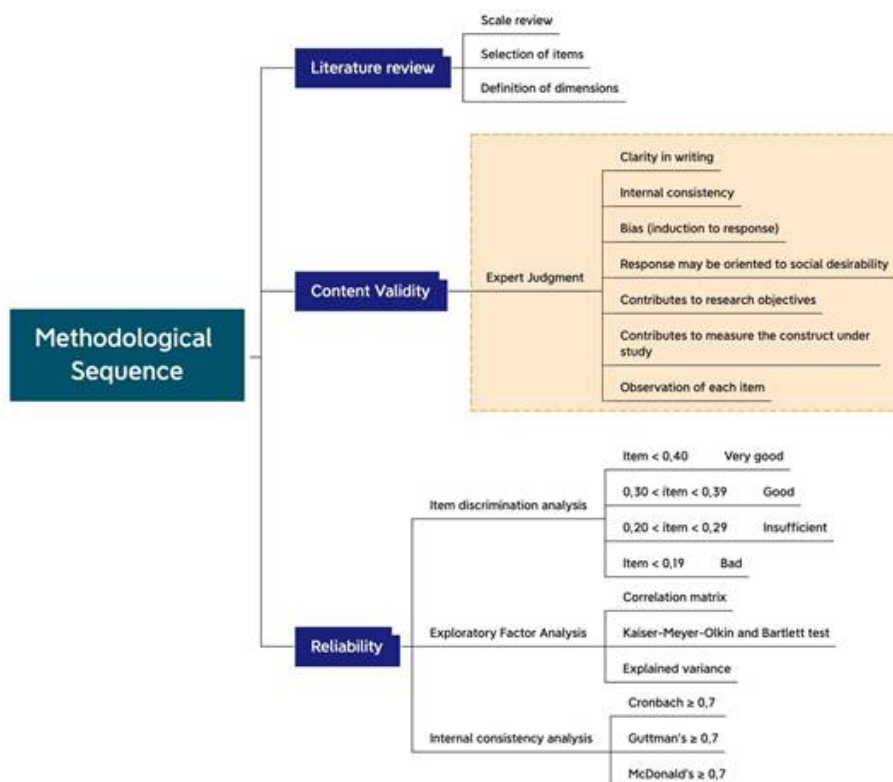 Methodological
Sequence
Literature review
Scale review
Selection of items
Definition of dimensions
Content Validity
Expert Judgment
Clarity in writing
Internal consistency
Bias (induction to response)
Response may be oriented to social desirability
Contributes to research objectives
Contributes to measure the construct under
study
Observation of each item
Reliability
Item discrimination analysis
Item < 0,40 Very good
0,30 < ítem < 0,39 Good
0,20 < ítem < 0,29 Insufficient
Item < 0,19 Bad
Exploratory Factor Analysis
Correlation matrix
Kaiser-Meyer-Olkin and Bartlett test
Explained variance
Internal consistency analysis
Cronbach ≥ 0,7
Guttman's ≥ 0,7
McDonald's ≥ 0,7